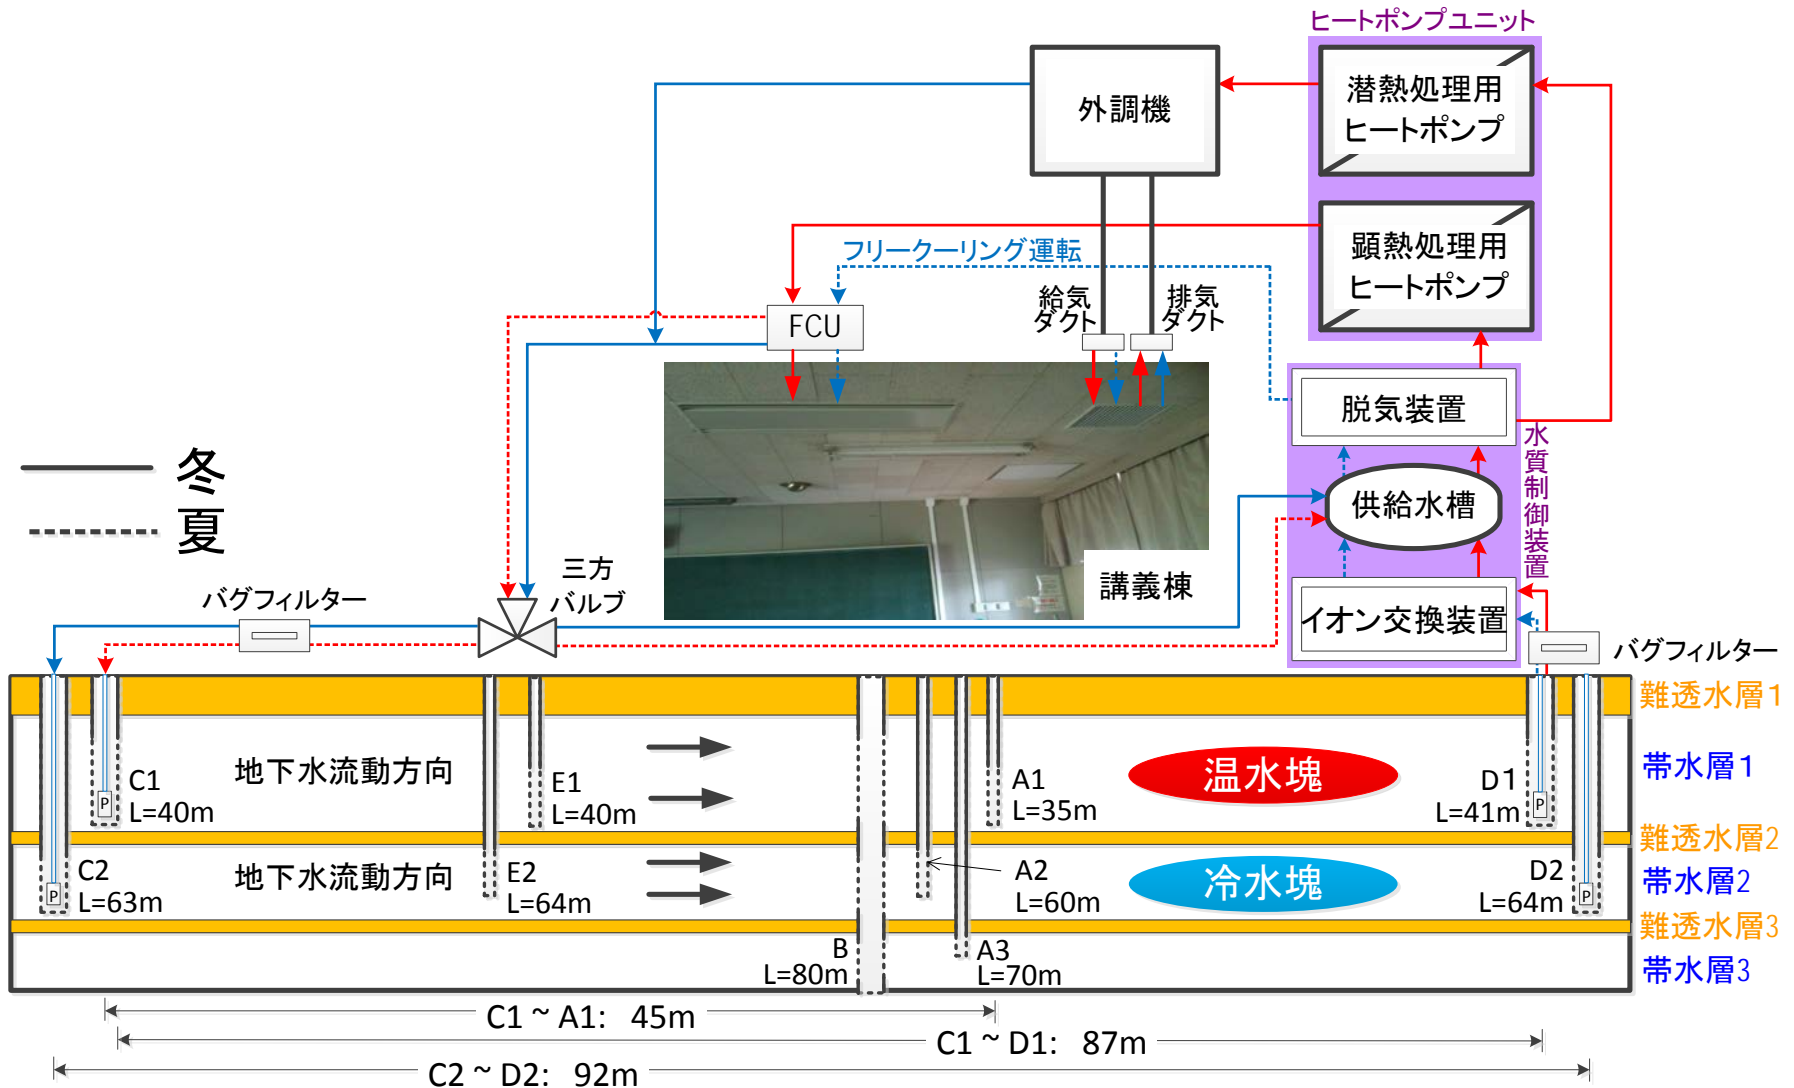 ヒートポンプユニット
外調機
潜熱処理用
ヒートポンプ
顕熱処理用
ヒートポンプ
フリークーリング運転
給気
ダクト
排気
ダクト
FCU
脱気装置
水質制御装置
供給水槽
冬
夏
講義棟
三方
バルブ
バグフィルター
イオン交換装置
バグフィルター
難透水層1
地下水流動方向
帯水層1
温水塊
C1
L=40m
P
E1
L=40m
A1
L=35m
D1
L=41m
P
難透水層2
地下水流動方向
帯水層2
冷水塊
C2
L=63m
P
E2
L=64m
A2
L=60m
D2
L=64m
P
難透水層3
帯水層3
B
L=80m
A3
L=70m
C1 ~ A1: 45m
C1 ~ D1: 87m
C2 ~ D2: 92m